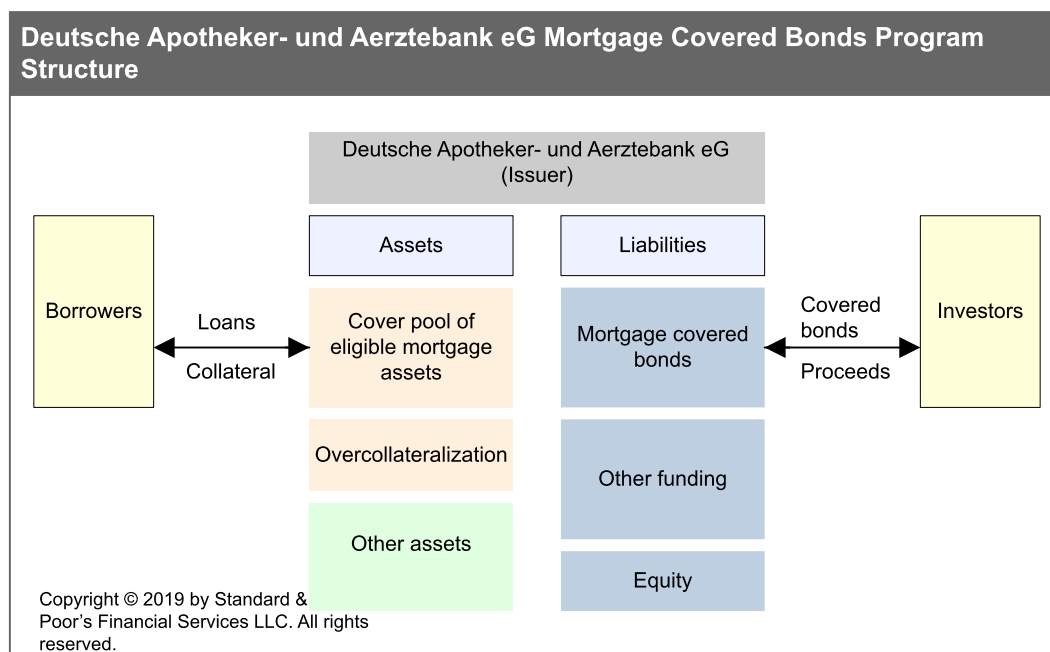 Deutsche Apotheker- und Aerztebank eG Mortgage Covered Bonds Program
Structure
Deutsche Apotheker- und Aerztebank eG
(Issuer)
Borrowers
Loans
Collateral
Assets
Cover pool of
eligible mortgage
assets
Overcollateralization
Other assets
Liabilities
Mortgage covered
bonds
Other funding
Equity
Covered
bonds
Proceeds
Investors
Copyright © 2019 by Standard &
Poor’s Financial Services LLC. All rights
reserved.